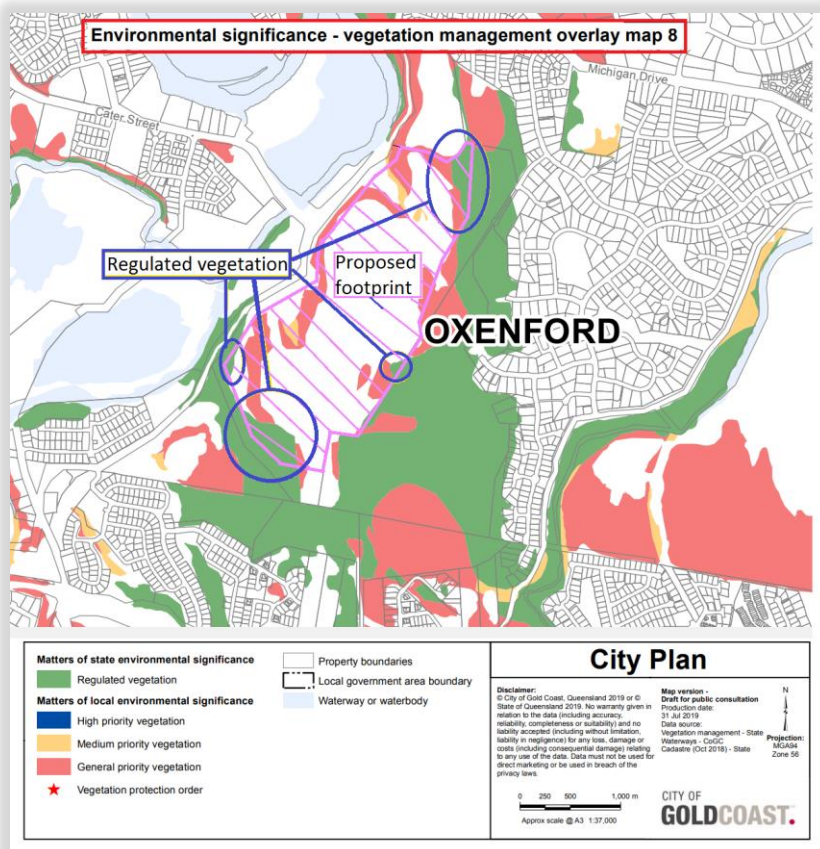 Environmental significance - vegetation management overlay map 8
Michigan Drive
Cater Street
Regulated vegetation
Proposed
footprint
OXENFORD
Matters of state environmental significance
Regulated vegetation
Matters of local environmental significance
High priority vegetation
Medium priority vegetation
General priority vegetation
Vegetation protection order
Property boundaries
Local government area boundary
Waterway or waterbody
City Plan
Disclaimer:
© City of Gold Coast, Queensland 2019 or ©
State of Queensland 2019. No warranty given in
relation to the data (including accuracy,
reliability, completeness or suitability) and no
liability accepted (including without limitation,
liability in negligence) for any loss, damage or
costs (including consequential damage) relating
to any use of the data. Data must not be used for
direct marketing or be used in breach of the
privacy laws.
Map version -
Draft for public consultation
Production date:
31 Jul 2019
Data source:
Vegetation management - State
Waterways - CoGC
Cadastre (Oct 2018) - State
N
Projection:
MGA94
Zone 56
0 250 500 1,000 m
Approx scale @ A3 1:37,000
CITY OF
GOLDCOAST.